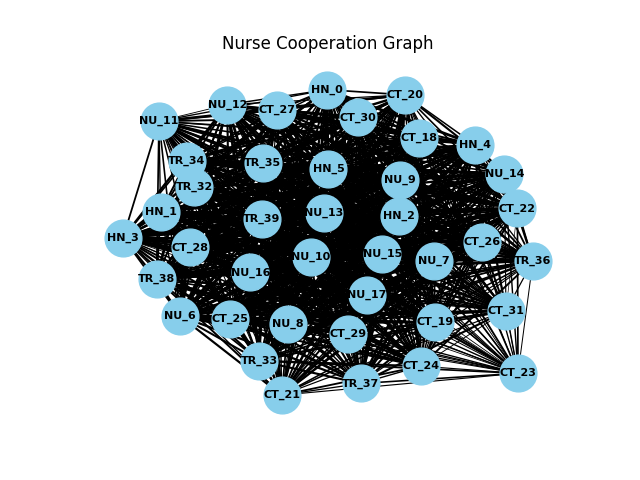 Nurse Cooperation Graph
HN_0
CT_20
NU_12
CT_27
CT_30
NU_11
CT_18
HN_4
TR_34
TR_35
HN_5
NU_14
NU_9
TR_32
CT_22
HN_1
NU_13
HN_2
TR_39
HN_3
CT_26
CT_28
NU_15
NU_10
NU_7
TR_36
NU_16
TR_38
NU_17
CT_31
NU_6
CT_25
NU_8
CT_19
CT_29
TR_33
CT_24
CT_23
TR_37
CT_21